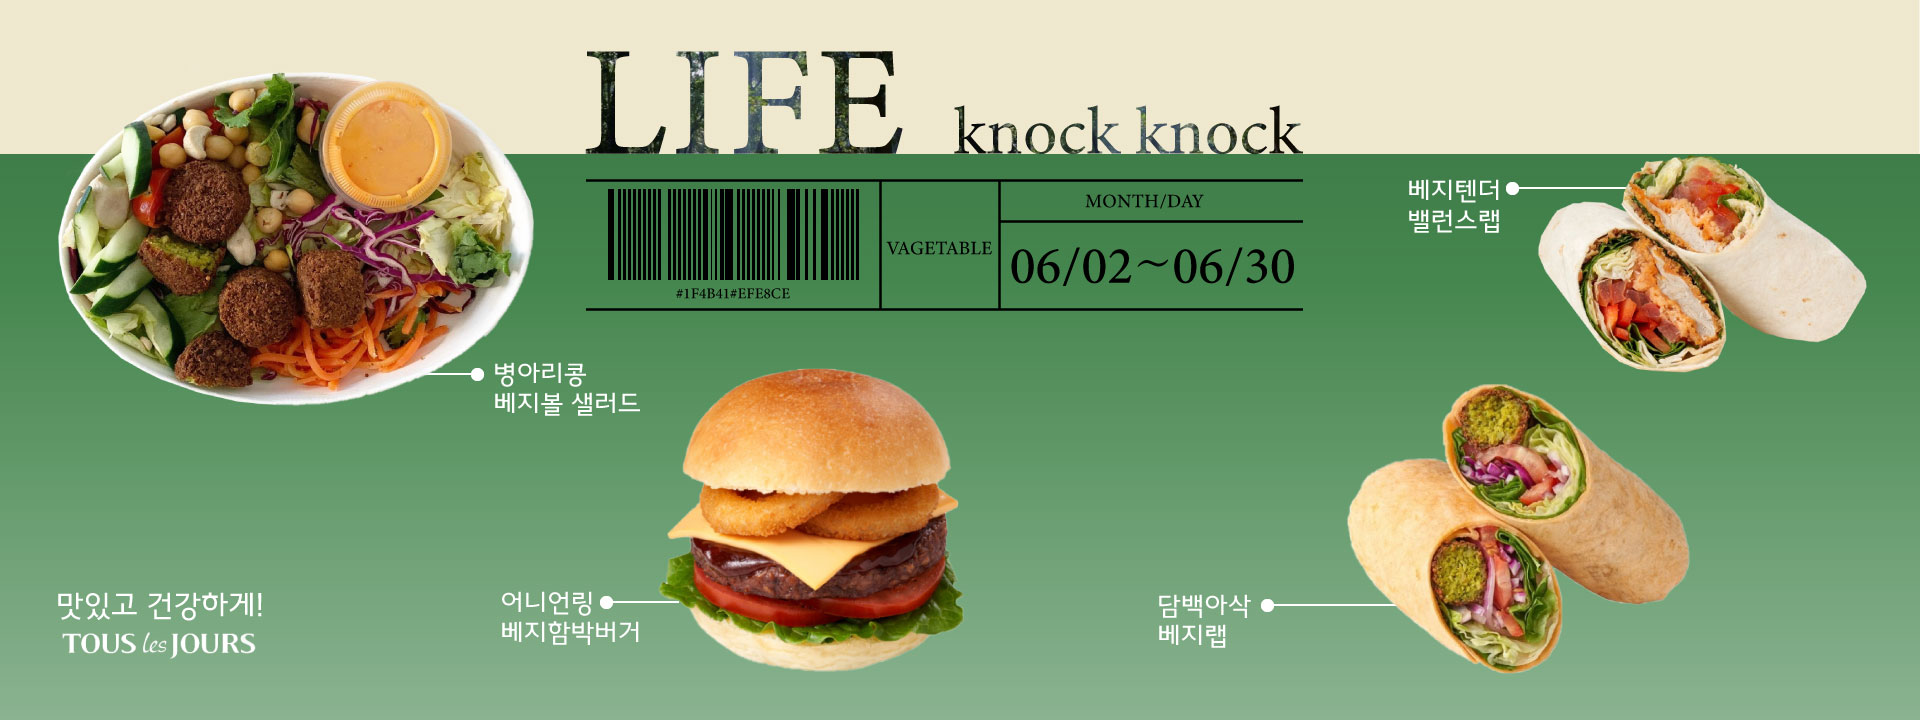 LIFE knock knock
#1F4B41#EFE8CE
VAGETABLE
MONTH/DAY
06/02~06/30
베지텐더
밸런스랩
병아리콩
베지볼 샐러드
어니언링
베지함박버거
담백아삭
베지랩
맛있고 건강하게!
TOUS les JOURS